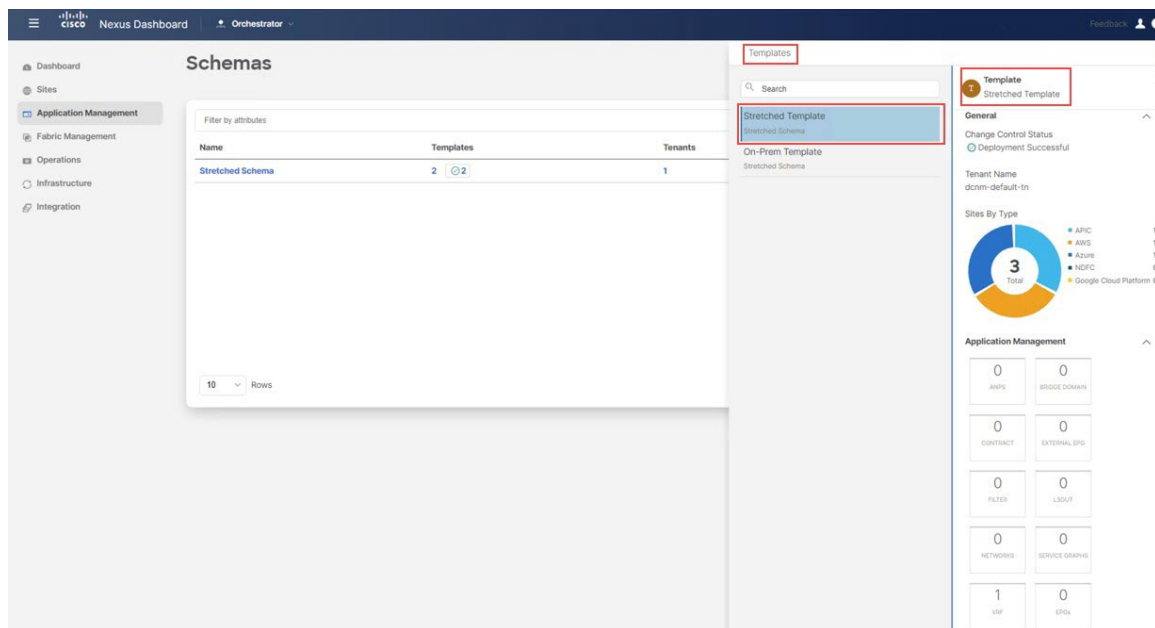 CISCO Nexus Dashboard
Orchestrator
Feedback
Dashboard
Sites
Application Management
Fabric Management
Operations
Infrastructure
Integration
Schemas
Filter by attributes
Name Templates Tenants
Stretched Schema 2 2 1
10 Rows
Templates
Search
Stretched Template
Stretched Schema
On-Prem Template
Stretched Schema
T
Template
Stretched Template
General
Change Control Status
Deployment Successful
Tenant Name
dcnm-default-tn
Sites By Type
3
Total
APIC 1
AWS 1
Azure 1
NDFC
Google Cloud Platform
Application Management
0 0
ANPS BRIDGE DOMAIN
0 0
CONTRACT EXTERNAL EPG
0 0
FILTER L3OUT
0 0
NETWORKS SERVICE GRAPHS
1 0
VRF EPGs